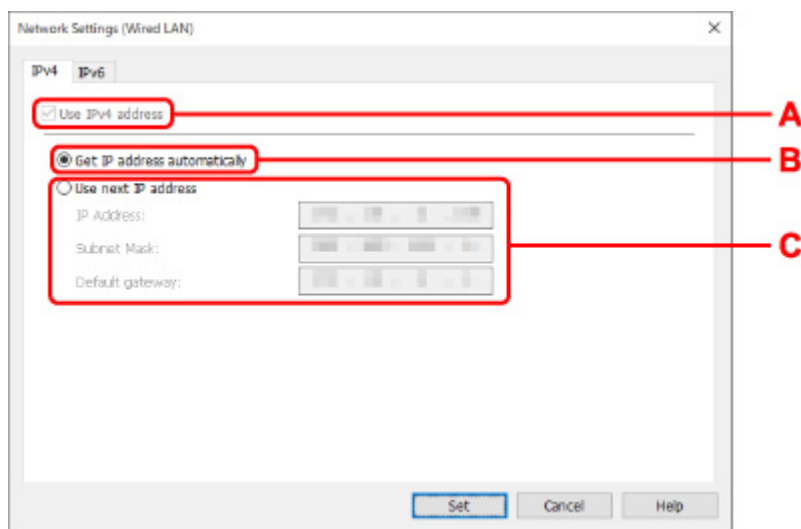 Network Settings (Wired LAN)
IPv4 IPv6
Use IPv4 address
A
Get IP address automatically
B
Use next IP address
IP Address:
Subnet Mask:
C
Default gateway:
Set Cancel Help